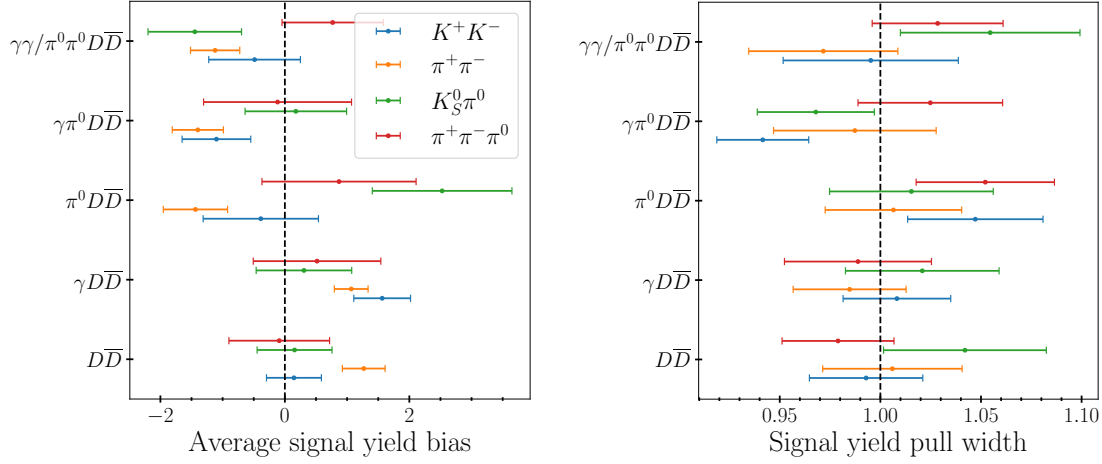 γγ/π⁰π⁰DD̅
γπ⁰DD̅
π⁰DD̅
γDD̅
DD̅
K⁺K⁻
π⁺π⁻
K_S⁰π⁰
π⁺π⁻π⁰
−2 0 2
Average signal yield bias
γγ/π⁰π⁰DD̅
γπ⁰DD̅
π⁰DD̅
γDD̅
DD̅
0.95 1.00 1.05 1.10
Signal yield pull width